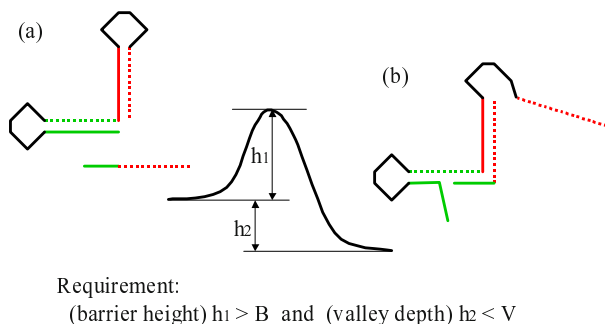 (a)
(b)
h1
h2
Requirement:
(barrier height) h1 > B and (valley depth) h2 < V